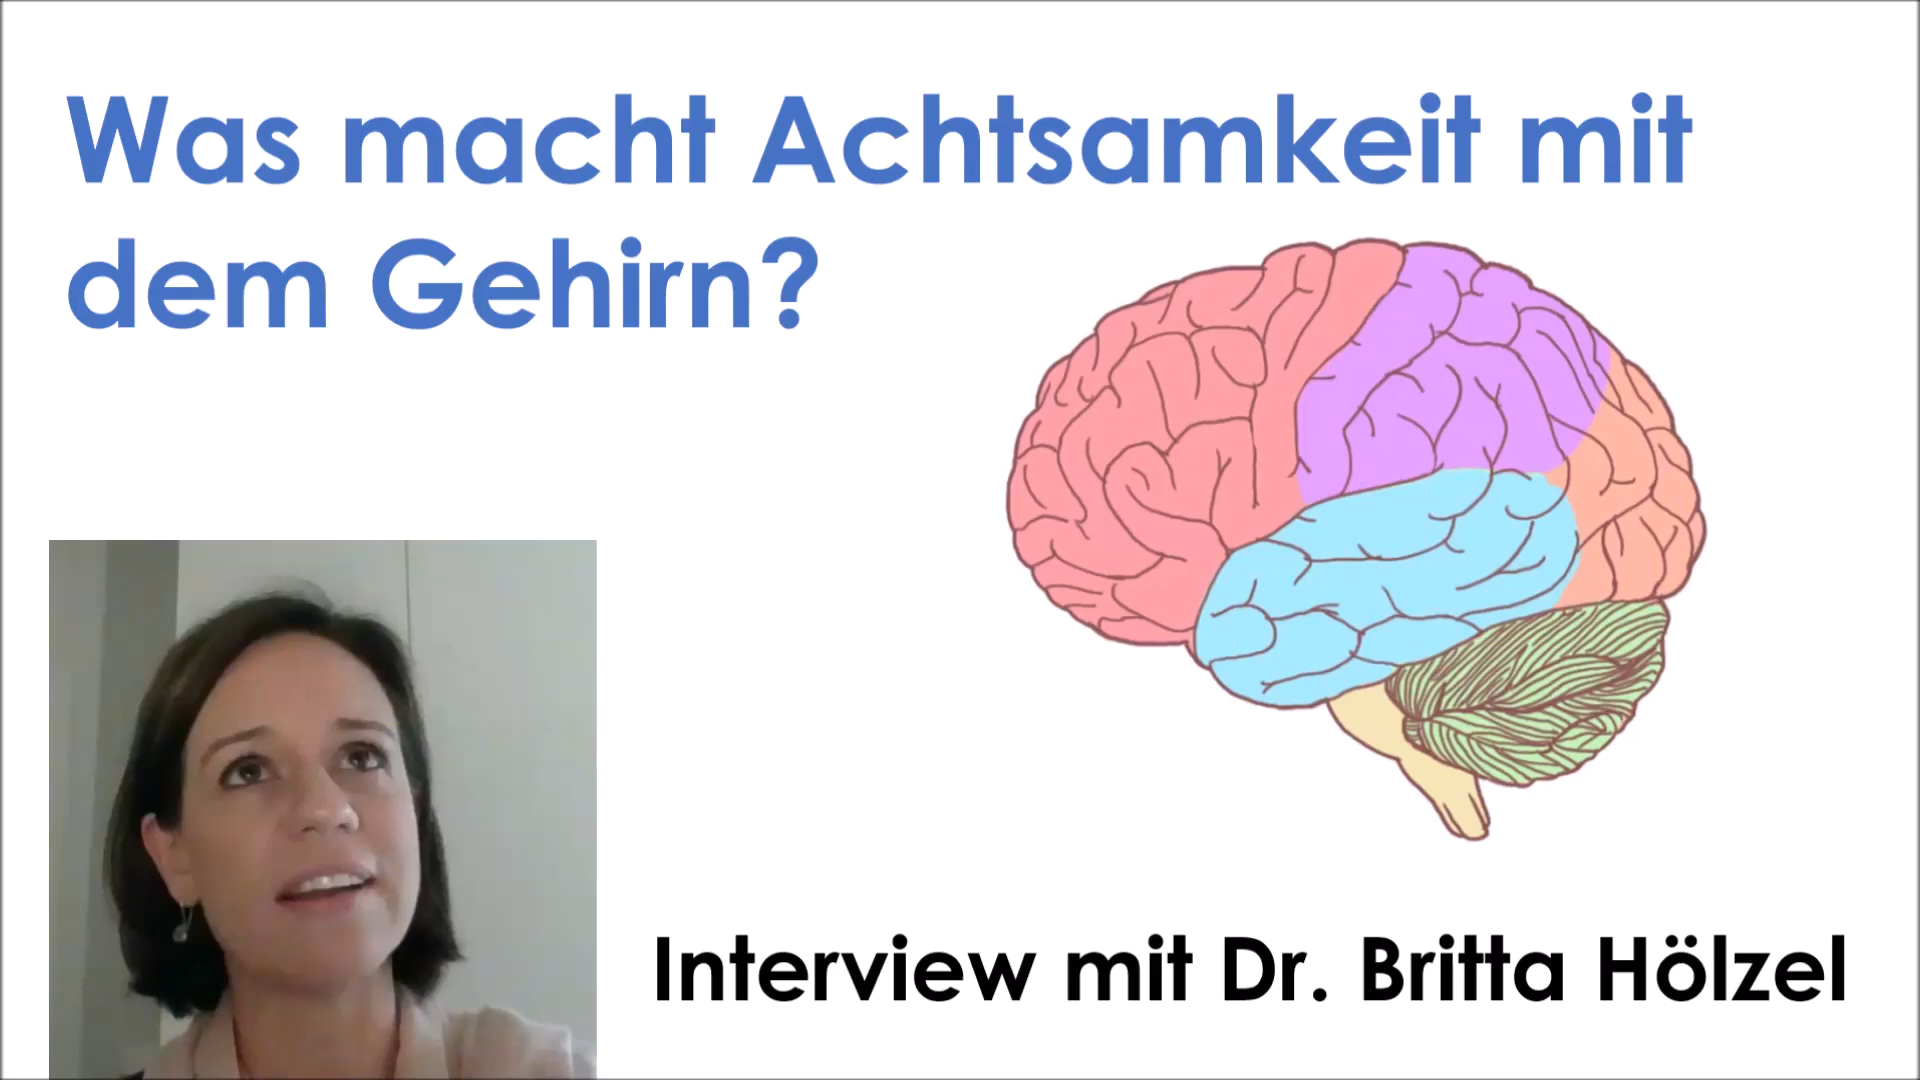 Was macht Achtsamkeit mit
dem Gehirn?
Interview mit Dr. Britta Hölzel